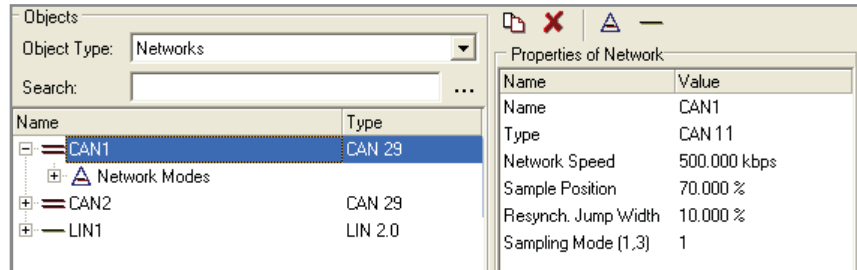 Objects
Object Type: Networks
Search: ...
Name Type
CAN1 CAN 29
Network Modes
CAN2 CAN 29
LIN1 LIN 2.0
Properties of Network
Name Value
Name CAN1
Type CAN 11
Network Speed 500.000 kbps
Sample Position 70.000 %
Resynch. Jump Width 10.000 %
Sampling Mode (1,3) 1